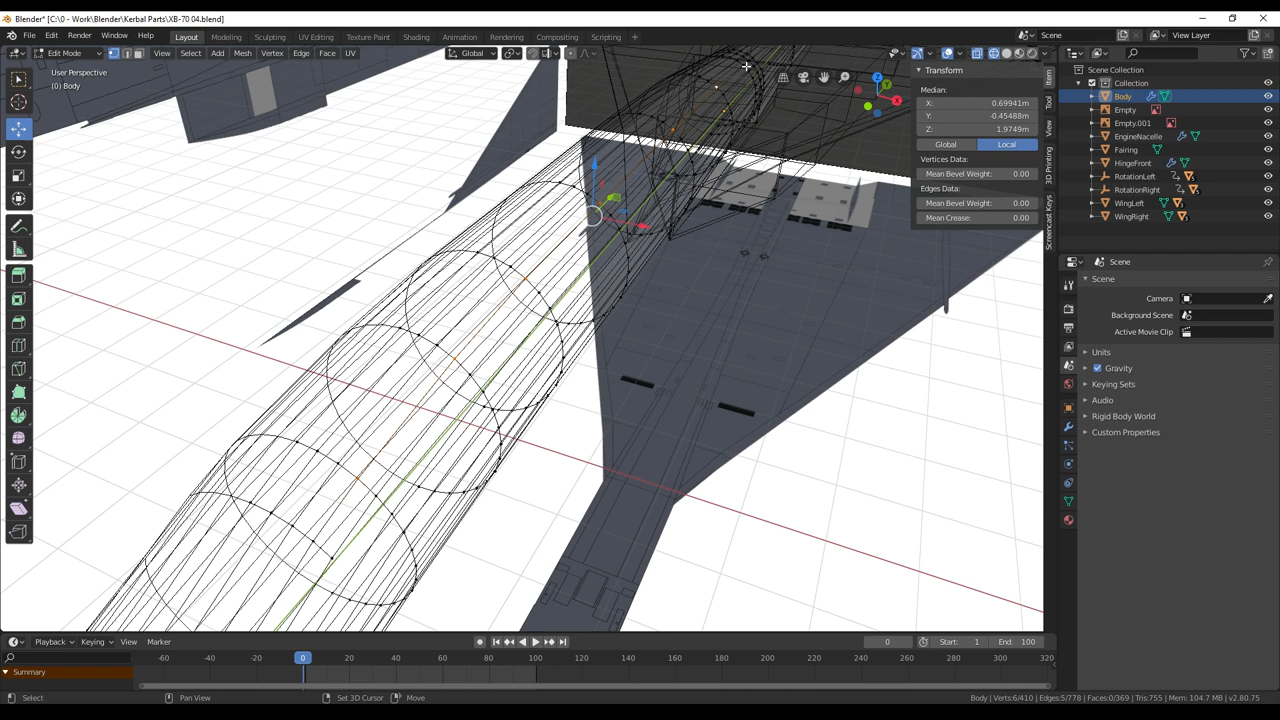 Blender* [C:\0 - Work\Blender\Kerbal Parts\XB-70 04.blend]
File Edit Render Window Help Layout Modeling Sculpting UV Editing Texture Paint Shading Animation Rendering Compositing Scripting + Scene View Layer
Edit Mode View Select Add Mesh Vertex Edge Face UV Global
User Perspective
(0) Body
Z
Y
X
Transform
Median:
X: 0.69941m
Y: -0.45488m
Z: 1.9749m
Global Local
Vertices Data:
Mean Bevel Weight: 0.00
Edges Data:
Mean Bevel Weight: 0.00
Mean Crease: 0.00
Item
Tool
View
3D Printing
Screencast Keys
Scene Collection
Collection
Body
Empty
Empty.001
EngineNacelle
Fairing
HingeFront
RotationLeft
RotationRight
WingLeft
WingRight
Scene
Scene
Camera
Background Scene
Active Movie Clip
Units
Gravity
Keying Sets
Audio
Rigid Body World
Custom Properties
Playback Keying View Marker 0 Start: 1 End: 100
-60 -40 -20 0 20 40 60 80 100 120 140 160 180 200 220 240 260 280 300 320
Summary
Select Pan View Set 3D Cursor Move Body | Verts:6/410 | Edges:5/778 | Faces:0/369 | Tris:755 | Mem: 104.7 MB | v2.80.75